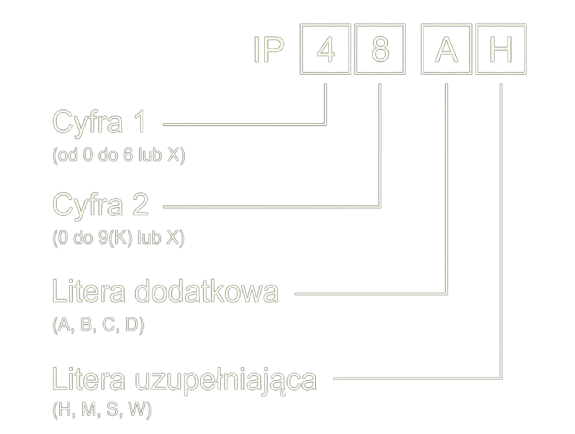 IP 4 8 A H
Cyfra 1
(od 0 do 6 lub X)
Cyfra 2
(0 do 9(K) lub X)
Litera dodatkowa
(A, B, C, D)
Litera uzupełniająca
(H, M, S, W)